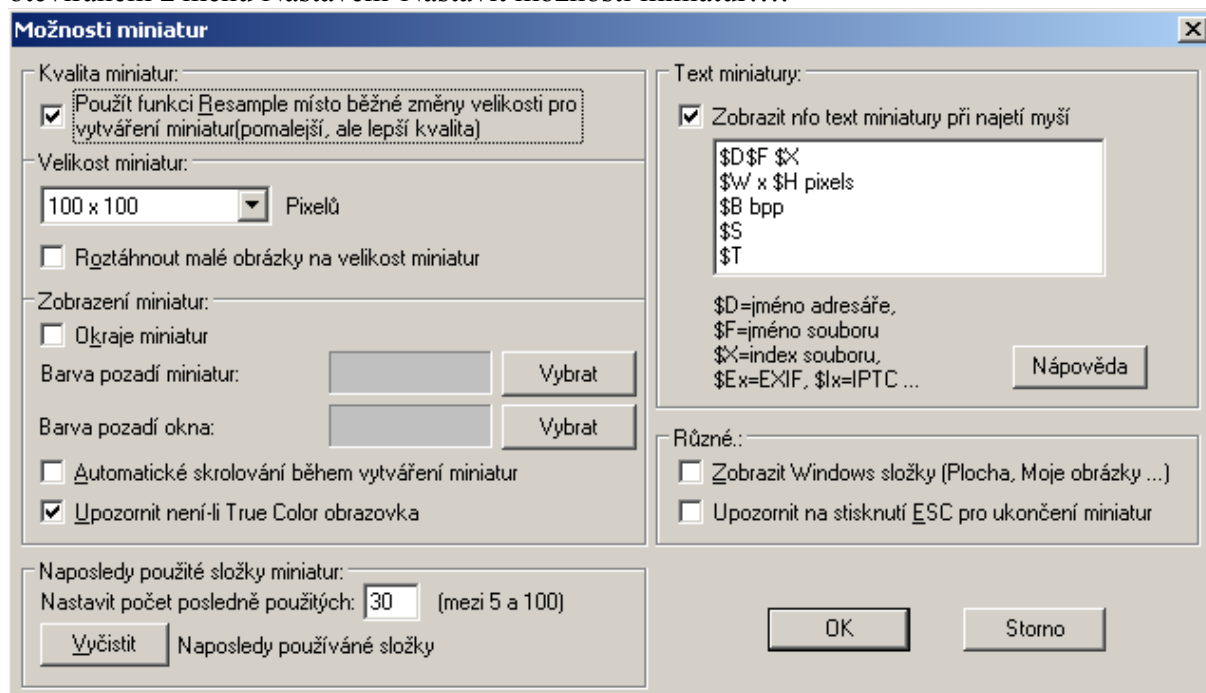 Možnosti miniatur
Kvalita miniatur:
Použít funkci Resample místo běžné změny velikosti pro
vytváření miniatur(pomalejší, ale lepší kvalita)
Velikost miniatur:
100 x 100 Pixelů
Roztáhnout malé obrázky na velikost miniatur
Zobrazení miniatur:
Okraje miniatur
Barva pozadí miniatur: Vybrat
Barva pozadí okna: Vybrat
Automatické skrolování během vytváření miniatur
Upozornit není-li True Color obrazovka
Naposledy použité složky miniatur:
Nastavit počet posledně použitých: 30 (mezi 5 a 100)
Vyčistit Naposledy používáné složky
Text miniatury:
Zobrazit nfo text miniatury při najetí myší
$D$F $X
$W x $H pixels
$B bpp
$S
$T
$D=jméno adresáře,
$F=jméno souboru
$X=index souboru,
$Ex=EXIF, $Ix=IPTC ...
Nápověda
Různé.:
Zobrazit Windows složky (Plocha, Moje obrázky ...)
Upozornit na stisknutí ESC pro ukončení miniatur
OK Storno